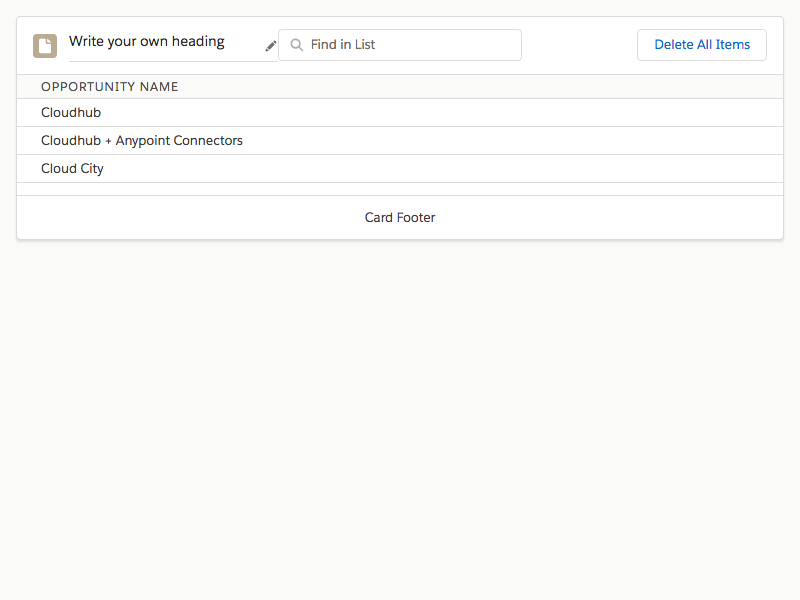 Write your own heading
Find in List
Delete All Items
OPPORTUNITY NAME
Cloudhub
Cloudhub + Anypoint Connectors
Cloud City
Card Footer